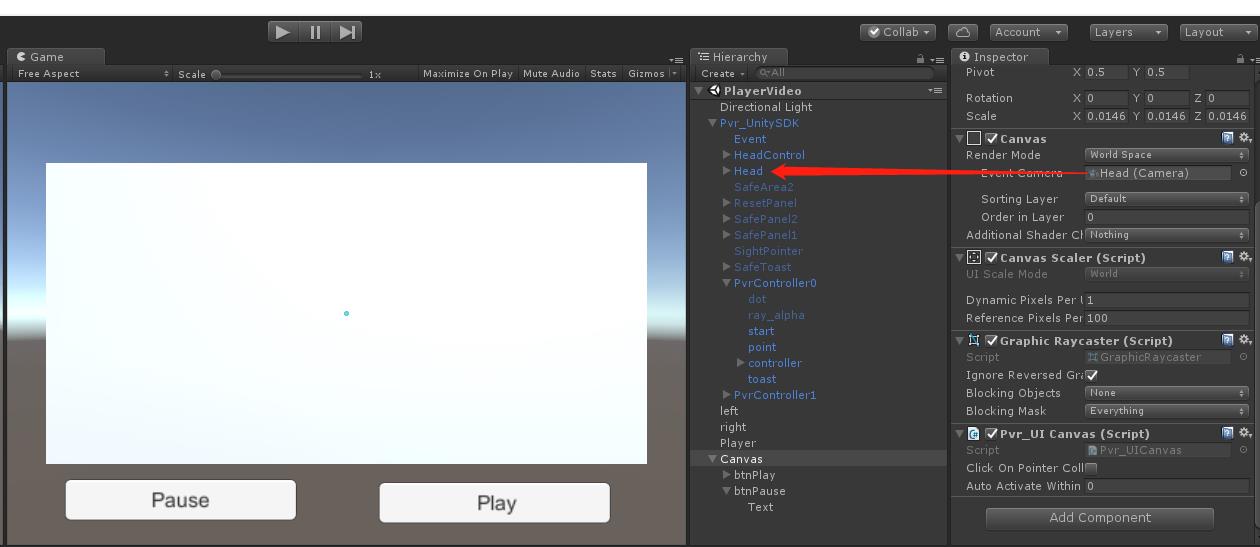 Collab
Account
Layers
Layout
Game
Free Aspect
Scale
1x
Maximize On Play
Mute Audio
Stats
Gizmos
Pause
Play
Hierarchy
Create
All
PlayerVideo
Directional Light
Pvr_UnitySDK
Event
HeadControl
Head
SafeArea2
ResetPanel
SafePanel2
SafePanel1
SightPointer
SafeToast
PvrController0
dot
ray_alpha
start
point
controller
toast
PvrController1
left
right
Player
Canvas
btnPlay
btnPause
Text
Inspector
Pivot X 0.5 Y 0.5
Rotation X 0 Y 0 Z 0
Scale X 0.0146 Y 0.0146 Z 0.0146
Canvas
Render Mode World Space
Event Camera Head (Camera)
Sorting Layer Default
Order in Layer 0
Additional Shader Cl Nothing
Canvas Scaler (Script)
UI Scale Mode World
Dynamic Pixels Per U 1
Reference Pixels Per 100
Graphic Raycaster (Script)
Script GraphicRaycaster
Ignore Reversed Gra
Blocking Objects None
Blocking Mask Everything
Pvr_UI Canvas (Script)
Script Pvr_UICanvas
Click On Pointer Coll
Auto Activate Within 0
Add Component